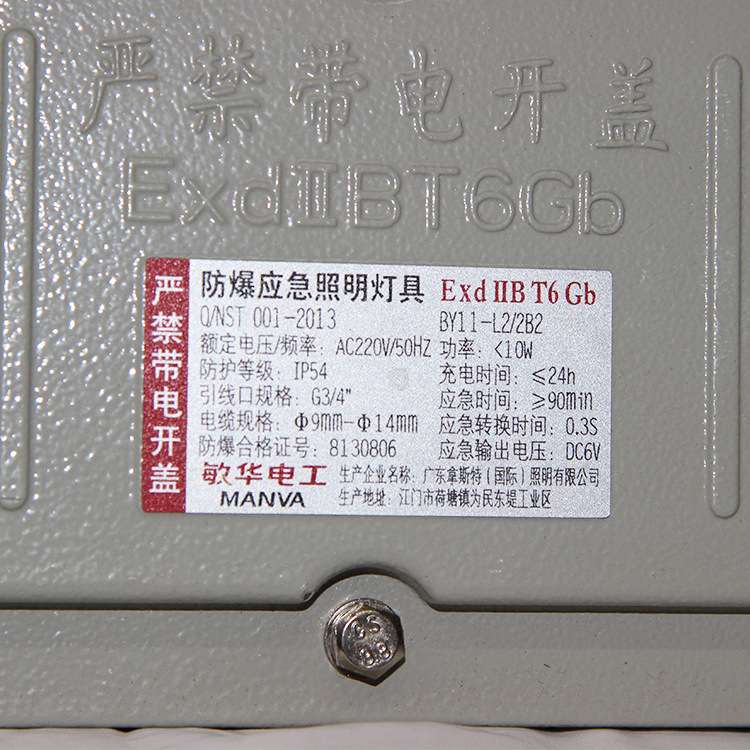 严禁带电开盖
ExdⅡBT6Gb
严禁带电开盖
防爆应急照明灯具 Exd ⅡB T6 Gb
Q/NST 001-2013 BY11-L2/2B2
额定电压/频率: AC220V/50HZ 功率: <10W
防护等级: IP54 充电时间: ≤24h
引线口规格: G3/4" 应急时间: ≥90min
电缆规格: Φ9mm-Φ14mm 应急转换时间: 0.3S
防爆合格证号: 8130806 应急输出电压: DC6V
敏华电工 生产企业名称: 广东拿斯特(国际)照明有限公司
MANVA 生产地址: 江门市荷塘镇为民东堤工业区
8.8